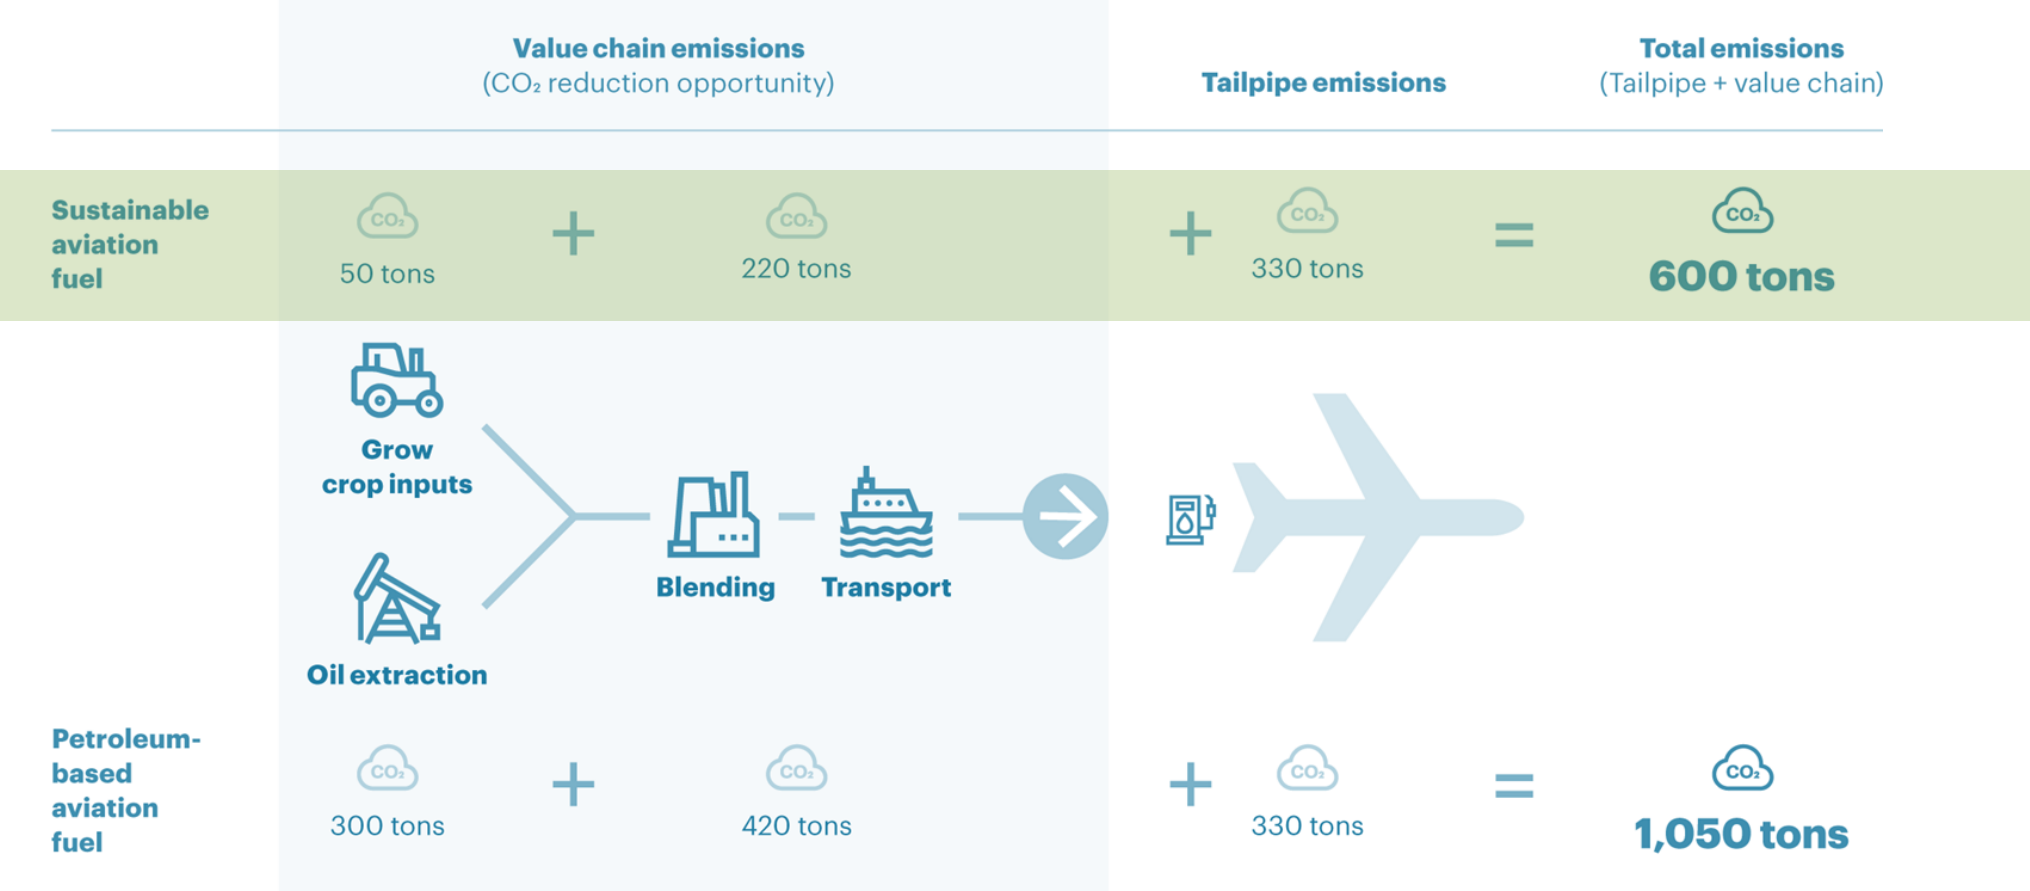 Value chain emissions
(CO₂ reduction opportunity)
Tailpipe emissions
Total emissions
(Tailpipe + value chain)
Sustainable
aviation
fuel
CO₂
50 tons
+
CO₂
220 tons
+
CO₂
330 tons
=
CO₂
600 tons
Grow
crop inputs
Blending
Transport
Oil extraction
Petroleum-
based
aviation
fuel
CO₂
300 tons
+
CO₂
420 tons
+
CO₂
330 tons
=
CO₂
1,050 tons